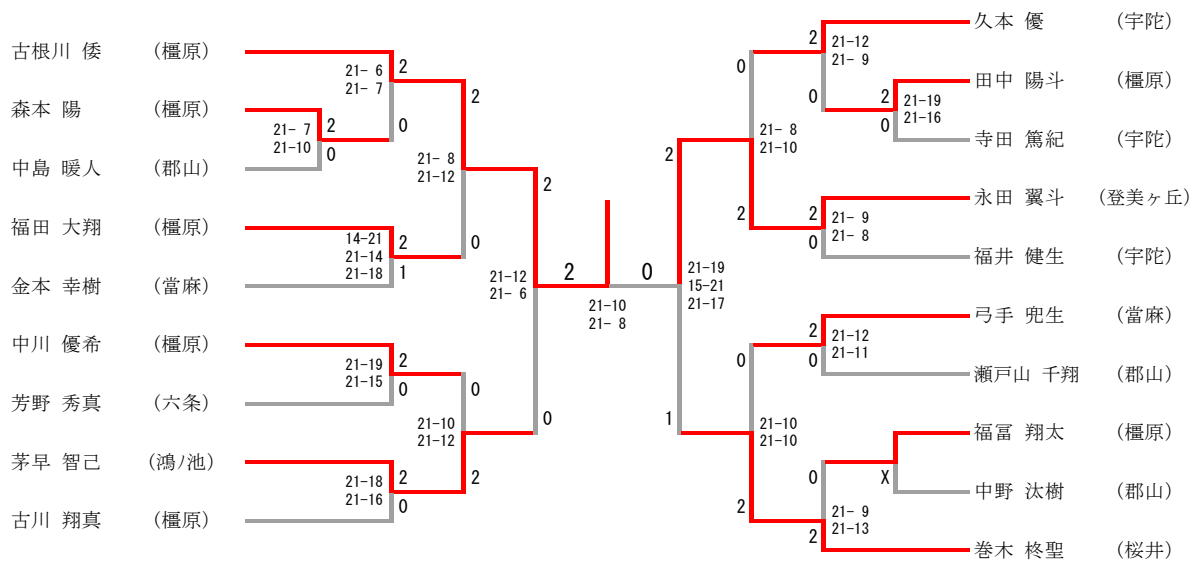 古根川 倭 (橿原)
森本 陽 (橿原)
中島 暖人 (郡山)
福田 大翔 (橿原)
金本 幸樹 (當麻)
中川 優希 (橿原)
芳野 秀真 (六条)
茅早 智己 (鴻ノ池)
古川 翔真 (橿原)
21- 6 2
21- 7
0
21- 7 2
21-10 0
2
21- 8
21-12
0
14-21 2
21-14
21-18 1
2
21-12
21- 6
0
21-19 2
21-15 0
0
21-10
21-12
2
21-18 2
21-16 0
2 0
21-10
21- 8
2
21-19
15-21
21-17
1
0
21- 8
21-10
2
2 21-12
21- 9
0
2 21-19
0 21-16
2 21- 9
0 21- 8
0
21-10
21-10
2
2 21-12
0 21-11
0
21- 9
2 21-13
X
久本 優 (宇陀)
田中 陽斗 (橿原)
寺田 篤紀 (宇陀)
永田 翼斗 (登美ヶ丘)
福井 健生 (宇陀)
弓手 兜生 (當麻)
瀬戸山 千翔 (郡山)
福冨 翔太 (橿原)
中野 汰樹 (郡山)
巻木 柊聖 (桜井)